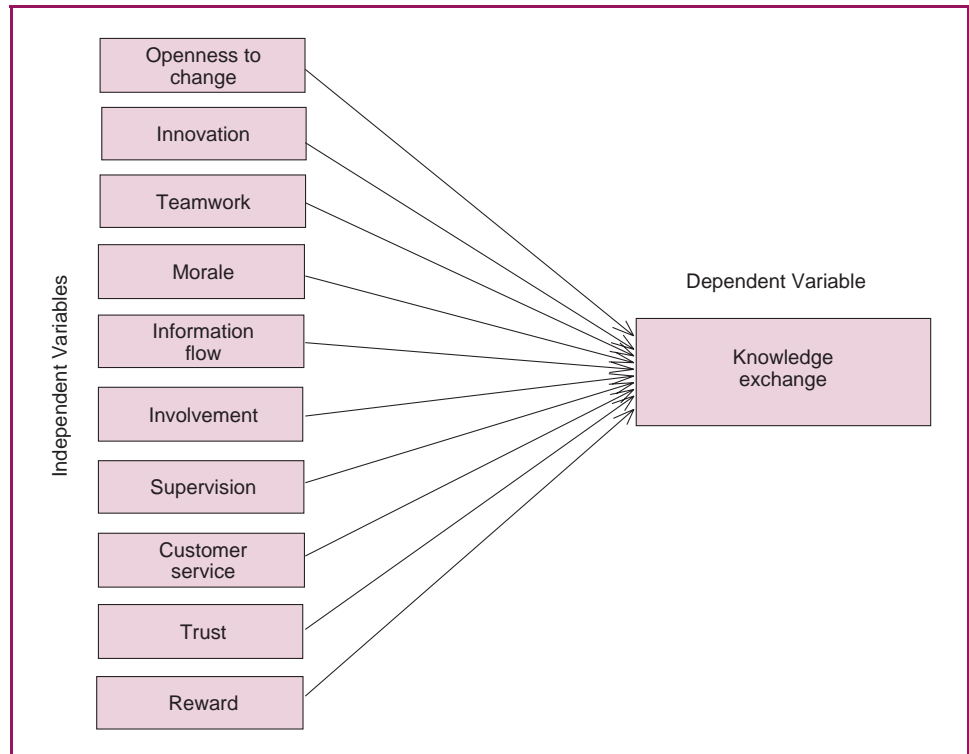 Independent Variables
Openness to
change
Innovation
Teamwork
Morale
Information
flow
Involvement
Supervision
Customer
service
Trust
Reward
Dependent Variable
Knowledge
exchange